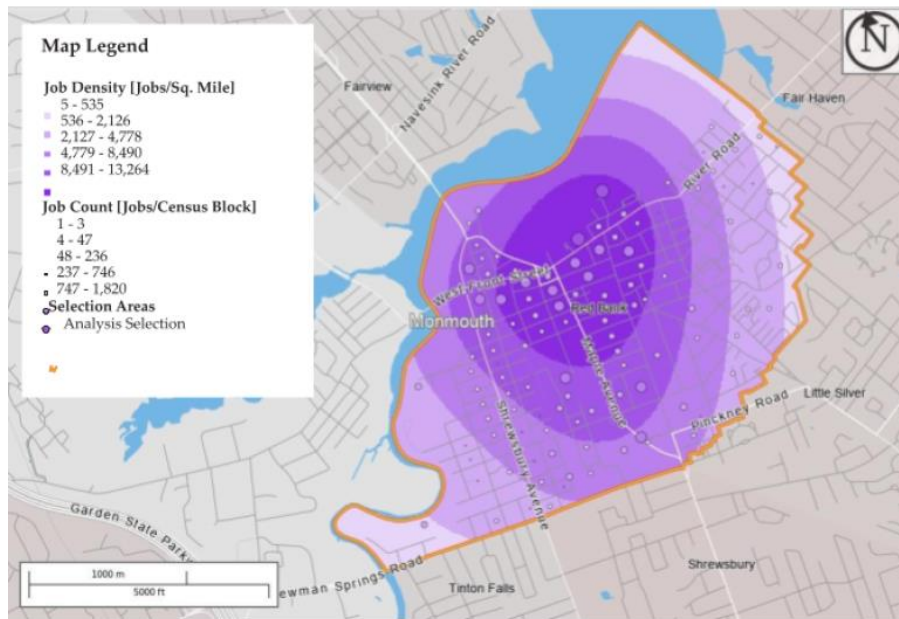 Map Legend
Job Density [Jobs/Sq. Mile]
5 - 535
536 - 2,126
2,127 - 4,778
4,779 - 8,490
8,491 - 13,264
Job Count [Jobs/Census Block]
1 - 3
4 - 47
48 - 236
237 - 746
747 - 1,820
Selection Areas
Analysis Selection
N
Fairview
Navesink River Road
Fair Haven
River Road
West Front Street
Red Bank
Monmouth
Maple Avenue
Little Silver
Pinckney Road
Shrewsbury Avenue
Garden State Parkw
ewman Springs Road
Shrewsbury
Tinton Falls
1000 m
5000 ft